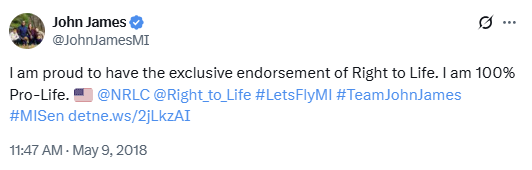 John James
@JohnJamesMI
I am proud to have the exclusive endorsement of Right to Life. I am 100%
Pro-Life. 🇺🇸 @NRLC @Right_to_Life #LetsFlyMI #TeamJohnJames
#MISen detne.ws/2jLkzAI
11:47 AM · May 9, 2018